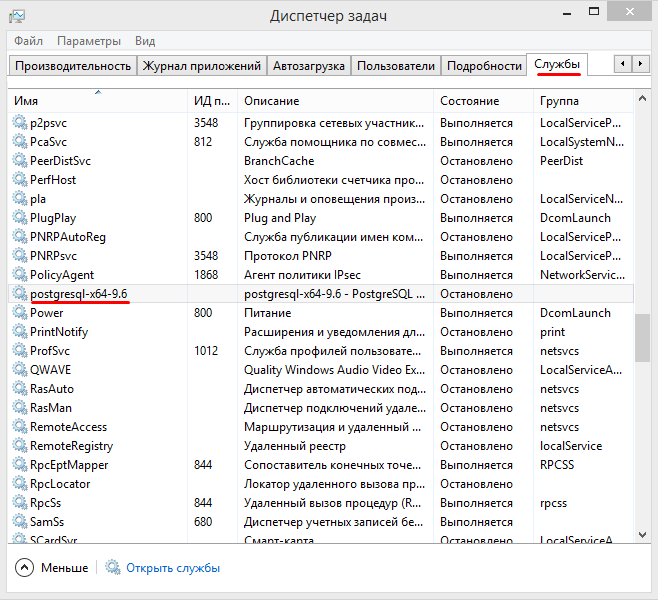 Диспетчер задач
Файл Параметры Вид
Производительность Журнал приложений Автозагрузка Пользователи Подробности Службы
Имя ИД п... Описание Состояние Группа
p2psvc 3548 Группировка сетевых участник... Выполняется LocalServiceP...
PcaSvc 812 Служба помощника по совмес... Выполняется LocalSystemN...
PeerDistSvc BranchCache Остановлено PeerDist
PerfHost Хост библиотеки счетчика про... Остановлено
pla Журналы и оповещения произ... Остановлено LocalServiceN...
PlugPlay 800 Plug and Play Выполняется DcomLaunch
PNRPAutoReg Служба публикации имен ком... Остановлено LocalServiceP...
PNRPsvc 3548 Протокол PNRP Выполняется LocalServiceP...
PolicyAgent 1868 Агент политики IPsec Выполняется NetworkServic...
postgresql-x64-9.6 postgresql-x64-9.6 - PostgreSQL ... Остановлено
Power 800 Питание Выполняется DcomLaunch
PrintNotify Расширения и уведомления дл... Остановлено print
ProfSvc 1012 Служба профилей пользовате... Выполняется netsvcs
QWAVE Quality Windows Audio Video Ex... Остановлено LocalServiceA...
RasAuto Диспетчер автоматических под... Остановлено netsvcs
RasMan Диспетчер подключений удале... Остановлено netsvcs
RemoteAccess Маршрутизация и удаленный ... Остановлено netsvcs
RemoteRegistry Удаленный реестр Остановлено localService
RpcEptMapper 844 Сопоставитель конечных точе... Выполняется RPCSS
RpcLocator Локатор удаленного вызова пр... Остановлено
RpcSs 844 Удаленный вызов процедур (R... Выполняется rpcss
SamSs 680 Диспетчер учетных записей бе... Выполняется
SCardSvr Смарт-карта Остановлено LocalServiceA...
Меньше Открыть службы